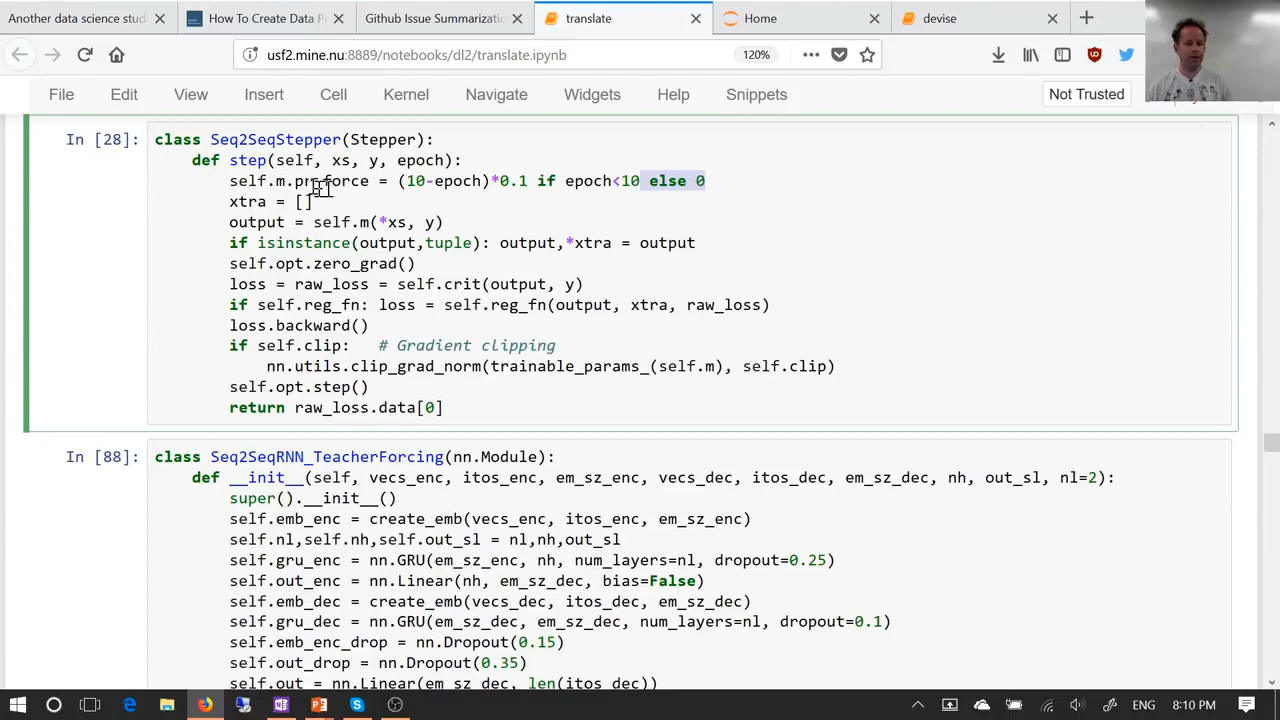 Another data science stud
How To Create Data P
Github Issue Summarizatio
translate
Home
devise
usf2.mine.nu:8889/notebooks/dl2/translate.ipynb
120%
File Edit View Insert Cell Kernel Navigate Widgets Help Snippets
Not Trusted
In [28]:
class Seq2SeqStepper(Stepper):
def step(self, xs, y, epoch):
self.m.pr_force = (10-epoch)*0.1 if epoch<10 else 0
xtra = []
output = self.m(*xs, y)
if isinstance(output,tuple): output,*xtra = output
self.opt.zero_grad()
loss = raw_loss = self.crit(output, y)
if self.reg_fn: loss = self.reg_fn(output, xtra, raw_loss)
loss.backward()
if self.clip:   # Gradient clipping
nn.utils.clip_grad_norm(trainable_params_(self.m), self.clip)
self.opt.step()
return raw_loss.data[0]
In [88]:
class Seq2SeqRNN_TeacherForcing(nn.Module):
def __init__(self, vecs_enc, itos_enc, em_sz_enc, vecs_dec, itos_dec, em_sz_dec, nh, out_sl, nl=2):
super().__init__()
self.emb_enc = create_emb(vecs_enc, itos_enc, em_sz_enc)
self.nl,self.nh,self.out_sl = nl,nh,out_sl
self.gru_enc = nn.GRU(em_sz_enc, nh, num_layers=nl, dropout=0.25)
self.out_enc = nn.Linear(nh, em_sz_dec, bias=False)
self.emb_dec = create_emb(vecs_dec, itos_dec, em_sz_dec)
self.gru_dec = nn.GRU(em_sz_dec, em_sz_dec, num_layers=nl, dropout=0.1)
self.emb_enc_drop = nn.Dropout(0.15)
self.out_drop = nn.Dropout(0.35)
self.out = nn.Linear(em_sz_dec, len(itos_dec))
ENG
8:10 PM